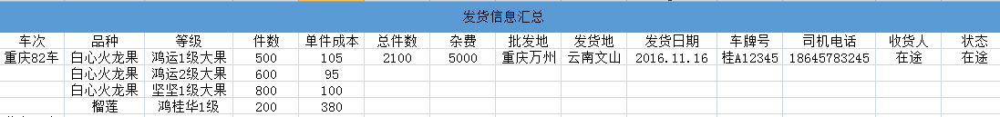 发货信息汇总
车次 品种 等级 件数 单件成本 总件数 杂费 批发地 发货地 发货日期 车牌号 司机电话 收货人 状态
重庆82车 白心火龙果 鸿运1级大果 500 105 2100 5000 重庆万州 云南文山 2016.11.16 桂A12345 18645783245 在途 在途
白心火龙果 鸿运2级大果 600 95
白心火龙果 坚坚1级大果 800 100
榴莲 鸿桂华1级 200 380